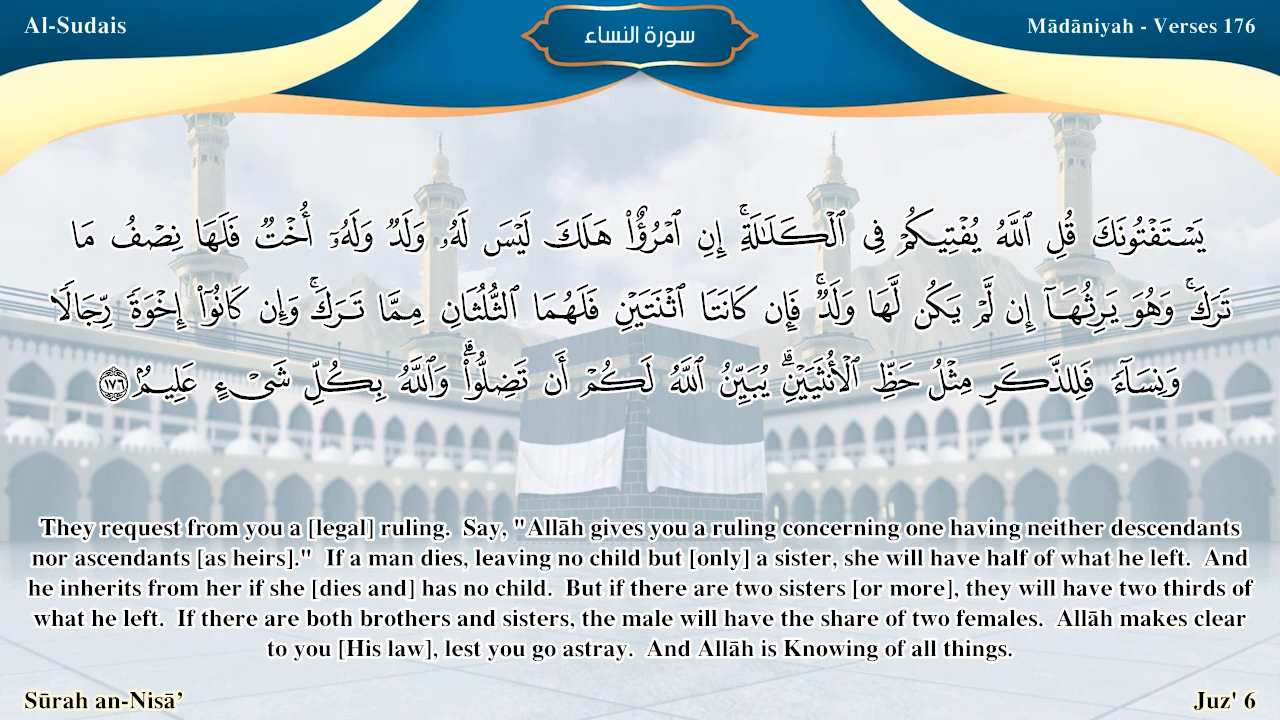 Al-Sudais
سورة النساء
Mādāniyah - Verses 176
يَسْتَفْتُونَكَ قُلِ ٱللَّهُ يُفْتِيكُمْ فِى ٱلْكَلَـٰلَةِ ۚ إِنِ ٱمْرُؤٌا۟ هَلَكَ لَيْسَ لَهُۥ وَلَدٌ وَلَهُۥٓ أُخْتٌ فَلَهَا نِصْفُ مَا
تَرَكَ ۚ وَهُوَ يَرِثُهَآ إِن لَّمْ يَكُن لَّهَا وَلَدٌ ۚ فَإِن كَانَتَا ٱثْنَتَيْنِ فَلَهُمَا ٱلثُّلُثَانِ مِمَّا تَرَكَ ۚ وَإِن كَانُوٓا۟ إِخْوَةً رِّجَالًا
وَنِسَآءً فَلِلذَّكَرِ مِثْلُ حَظِّ ٱلْأُنثَيَيْنِ ۗ يُبَيِّنُ ٱللَّهُ لَكُمْ أَن تَضِلُّوا۟ ۗ وَٱللَّهُ بِكُلِّ شَىْءٍ عَلِيمٌۢ ١٧٦
They request from you a [legal] ruling.  Say, "Allāh gives you a ruling concerning one having neither descendants
nor ascendants [as heirs]."  If a man dies, leaving no child but [only] a sister, she will have half of what he left.  And
he inherits from her if she [dies and] has no child.  But if there are two sisters [or more], they will have two thirds of
what he left.  If there are both brothers and sisters, the male will have the share of two females.  Allāh makes clear
to you [His law], lest you go astray.  And Allāh is Knowing of all things.
Sūrah an-Nisā’
Juz' 6